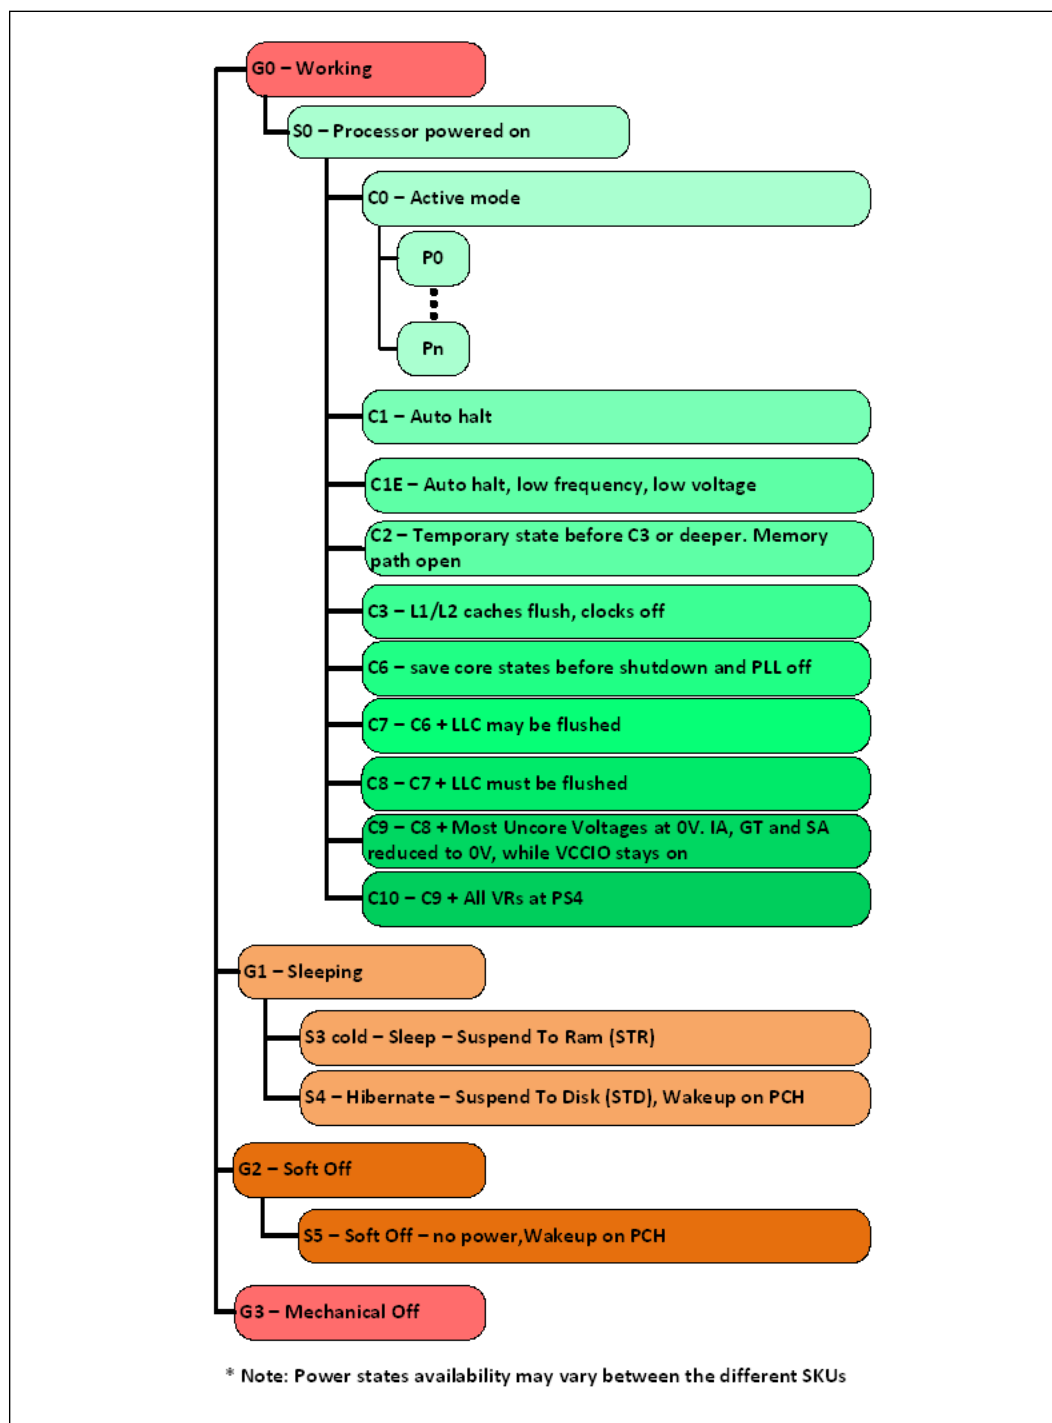 G0 – Working
S0 – Processor powered on
C0 – Active mode
P0
Pn
C1 – Auto halt
C1E – Auto halt, low frequency, low voltage
C2 – Temporary state before C3 or deeper. Memory
path open
C3 – L1/L2 caches flush, clocks off
C6 – save core states before shutdown and PLL off
C7 – C6 + LLC may be flushed
C8 – C7 + LLC must be flushed
C9 – C8 + Most Uncore Voltages at 0V. IA, GT and SA
reduced to 0V, while VCCIO stays on
C10 – C9 + All VRs at PS4
G1 – Sleeping
S3 cold – Sleep – Suspend To Ram (STR)
S4 – Hibernate – Suspend To Disk (STD), Wakeup on PCH
G2 – Soft Off
S5 – Soft Off – no power,Wakeup on PCH
G3 – Mechanical Off
* Note: Power states availability may vary between the different SKUs